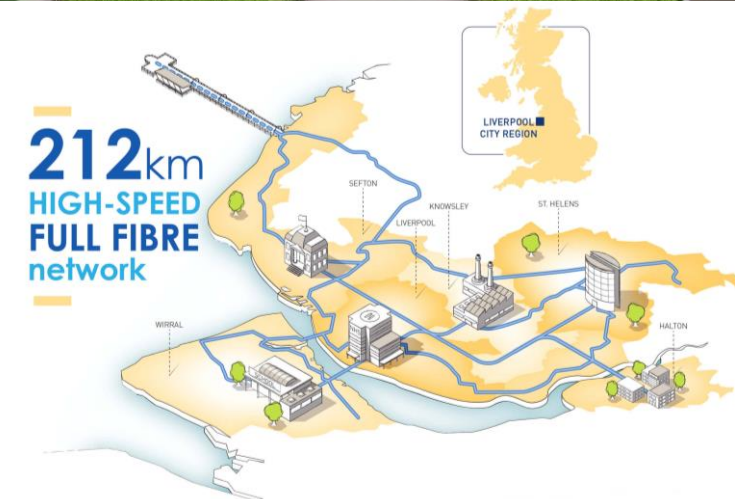 212km
HIGH-SPEED
FULL FIBRE
network
LIVERPOOL
CITY REGION
SEFTON
KNOWSLEY
LIVERPOOL
ST. HELENS
WIRRAL
HALTON